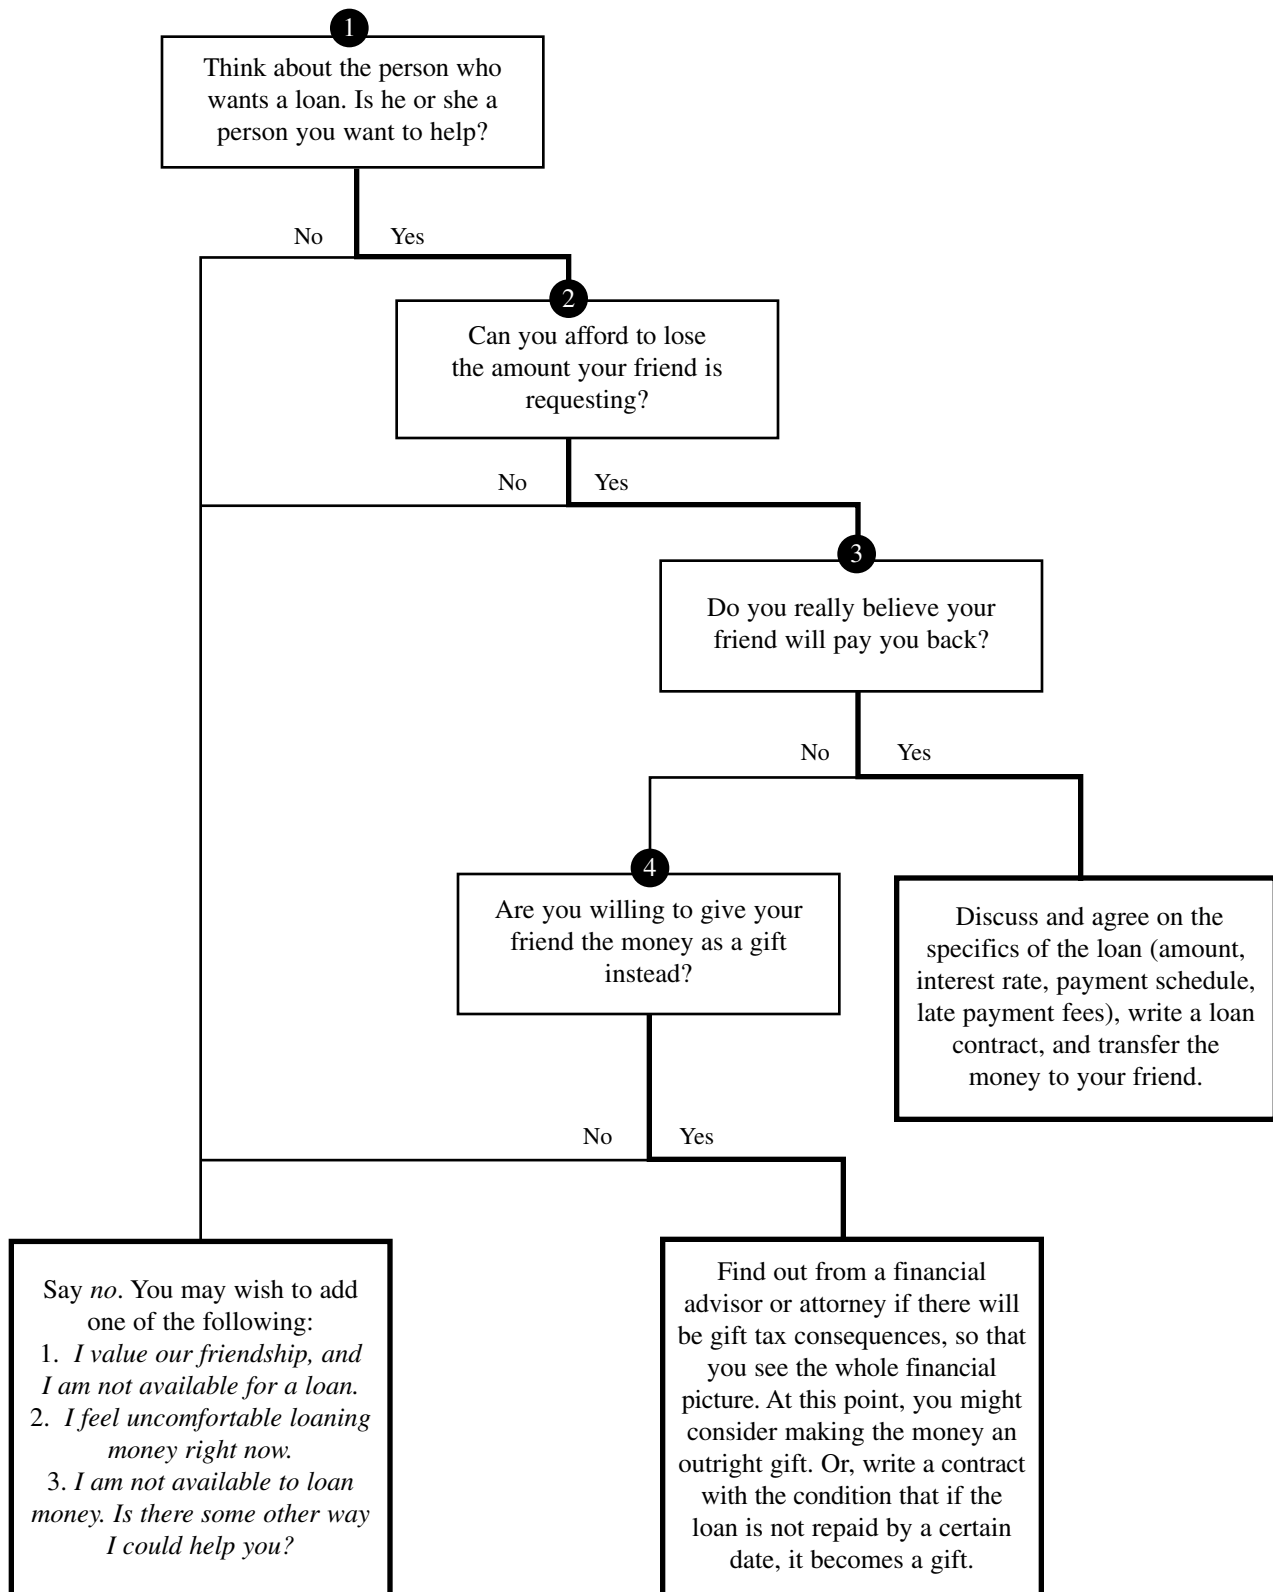 1
Think about the person who
wants a loan. Is he or she a
person you want to help?
No Yes
2
Can you afford to lose
the amount your friend is
requesting?
No Yes
3
Do you really believe your
friend will pay you back?
No Yes
4
Are you willing to give your
friend the money as a gift
instead?
Discuss and agree on the
specifics of the loan (amount,
interest rate, payment schedule,
late payment fees), write a loan
contract, and transfer the
money to your friend.
No Yes
Say no. You may wish to add
one of the following:
1. I value our friendship, and
I am not available for a loan.
2. I feel uncomfortable loaning
money right now.
3. I am not available to loan
money. Is there some other way
I could help you?
Find out from a financial
advisor or attorney if there will
be gift tax consequences, so that
you see the whole financial
picture. At this point, you might
consider making the money an
outright gift. Or, write a contract
with the condition that if the
loan is not repaid by a certain
date, it becomes a gift.